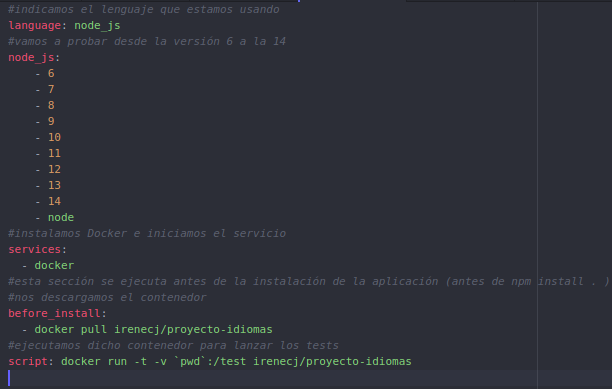 #indicamos el lenguaje que estamos usando
language: node_js
#vamos a probar desde la versión 6 a la 14
node_js:
    - 6
    - 7
    - 8
    - 9
    - 10
    - 11
    - 12
    - 13
    - 14
    - node
#instalamos Docker e iniciamos el servicio
services:
  - docker
#esta sección se ejecuta antes de la instalación de la aplicación (antes de npm install . )
#nos descargamos el contenedor
before_install:
  - docker pull irenecj/proyecto-idiomas
#ejecutamos dicho contenedor para lanzar los tests
script: docker run -t -v `pwd`:/test irenecj/proyecto-idiomas